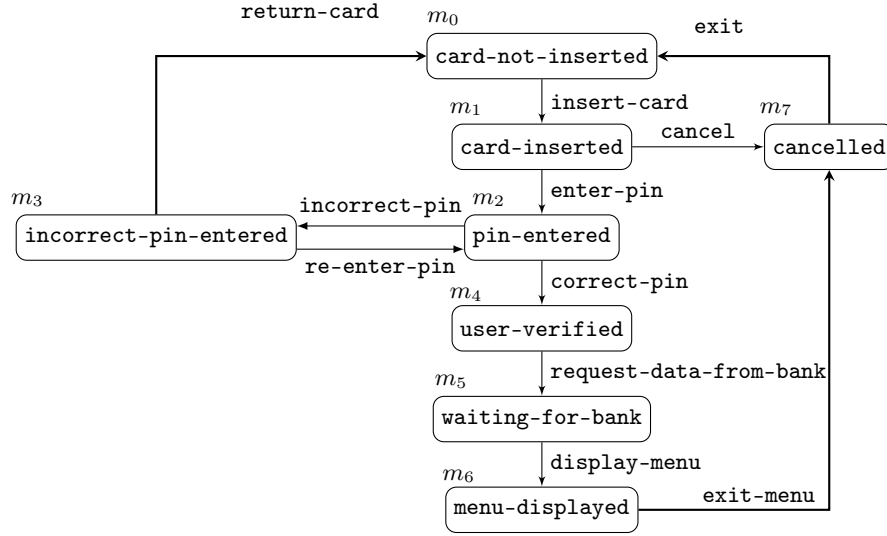 return-card
m0
exit
card-not-inserted
insert-card
m1
m7
card-inserted
cancel
cancelled
enter-pin
m3
m2
incorrect-pin
incorrect-pin-entered
pin-entered
re-enter-pin
correct-pin
m4
user-verified
request-data-from-bank
m5
waiting-for-bank
display-menu
m6
menu-displayed
exit-menu